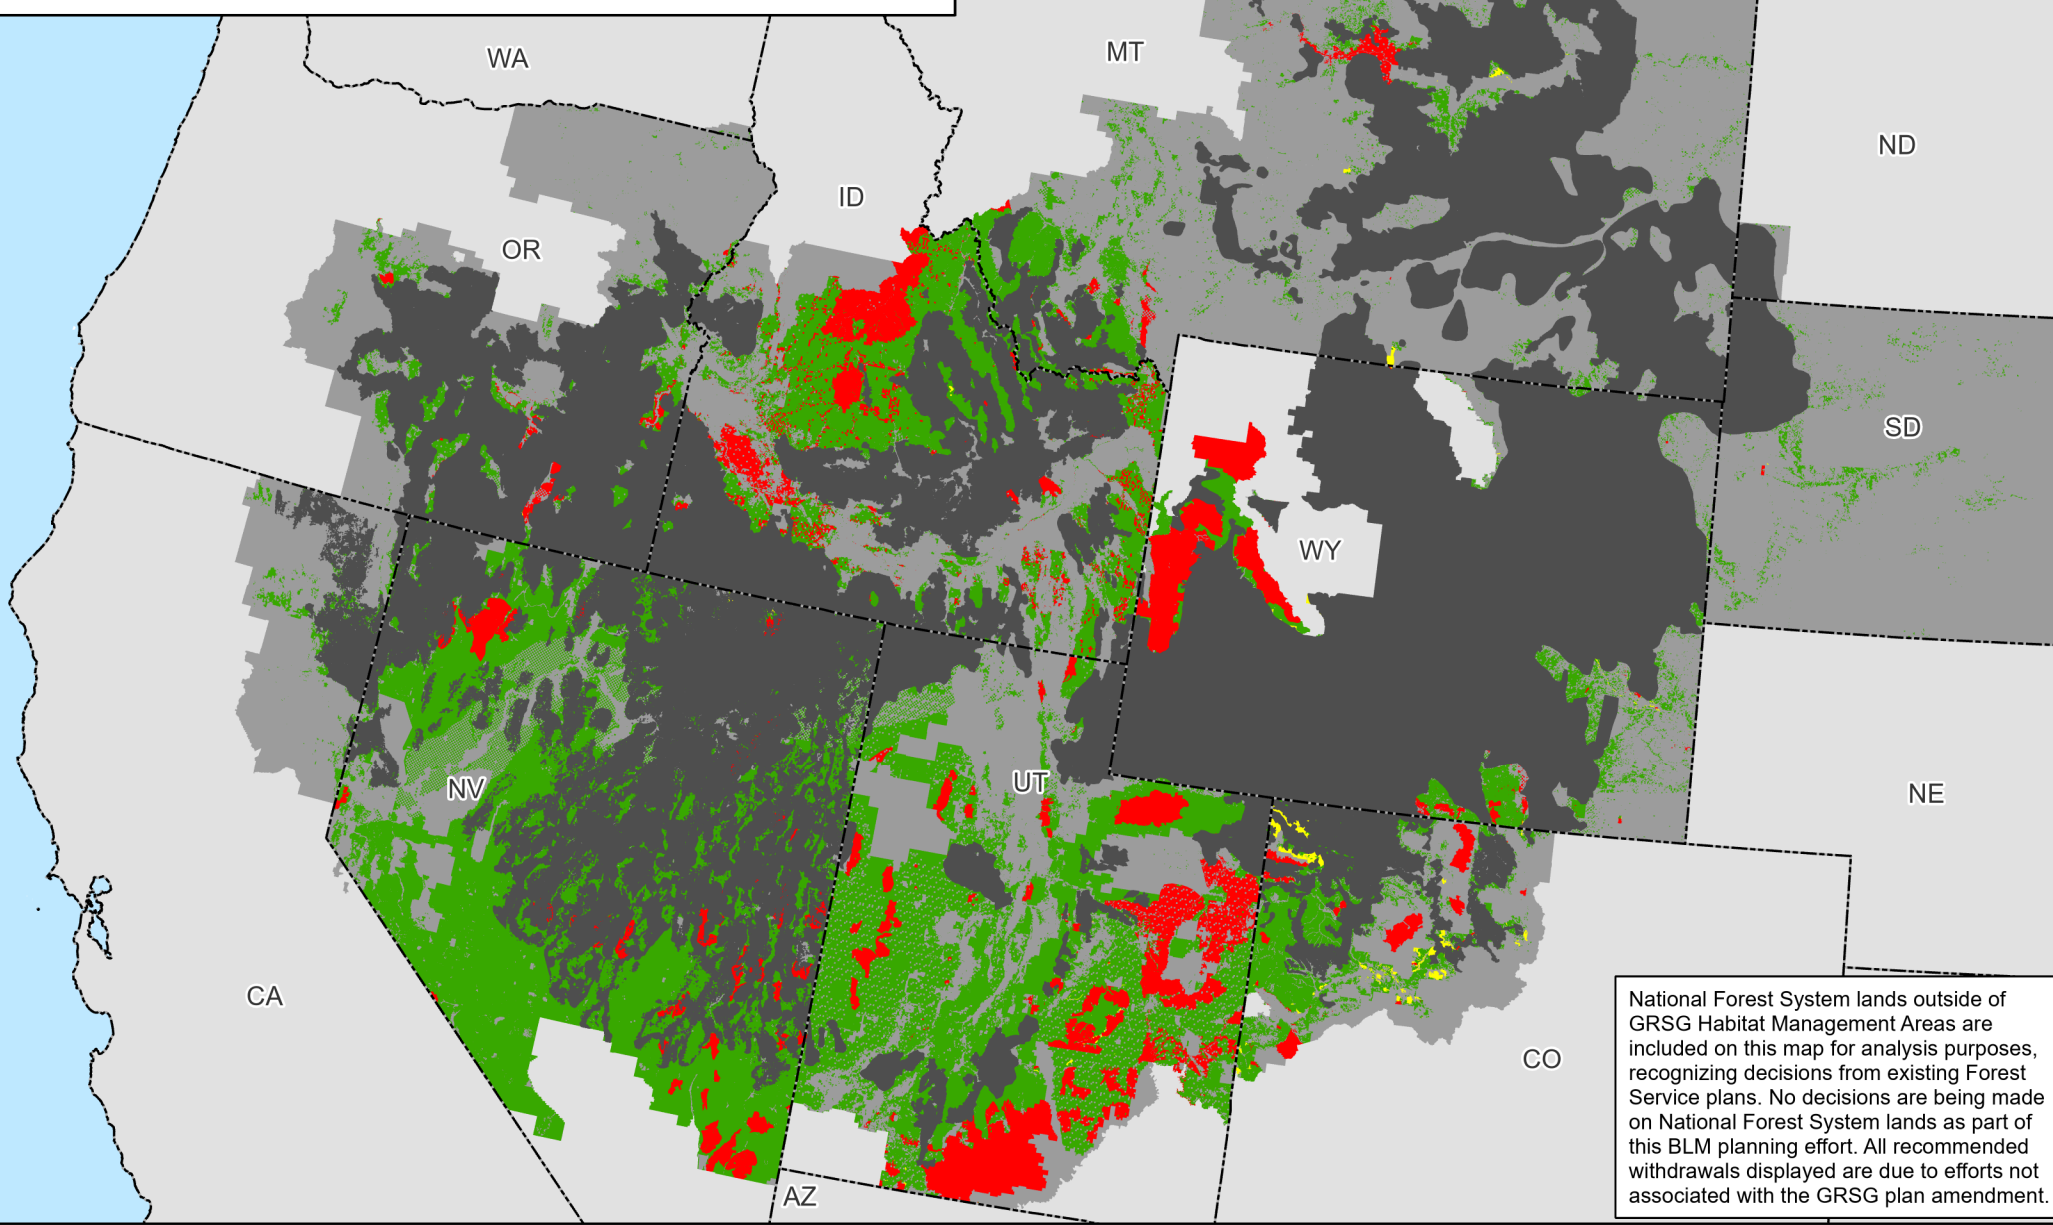 WA
MT
ND
ID
OR
SD
WY
NV
UT
NE
CA
CO
AZ
National Forest System lands outside of
GRSG Habitat Management Areas are
included on this map for analysis purposes,
recognizing decisions from existing Forest
Service plans. No decisions are being made
on National Forest System lands as part of
this BLM planning effort. All recommended
withdrawals displayed are due to efforts not
associated with the GRSG plan amendment.